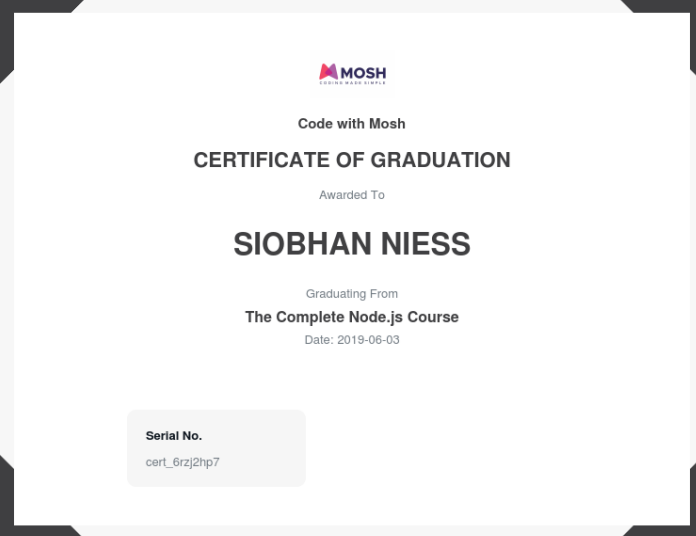 MOSH
CODING MADE SIMPLE
Code with Mosh
CERTIFICATE OF GRADUATION
Awarded To
SIOBHAN NIESS
Graduating From
The Complete Node.js Course
Date: 2019-06-03
Serial No.
cert_6rzj2hp7